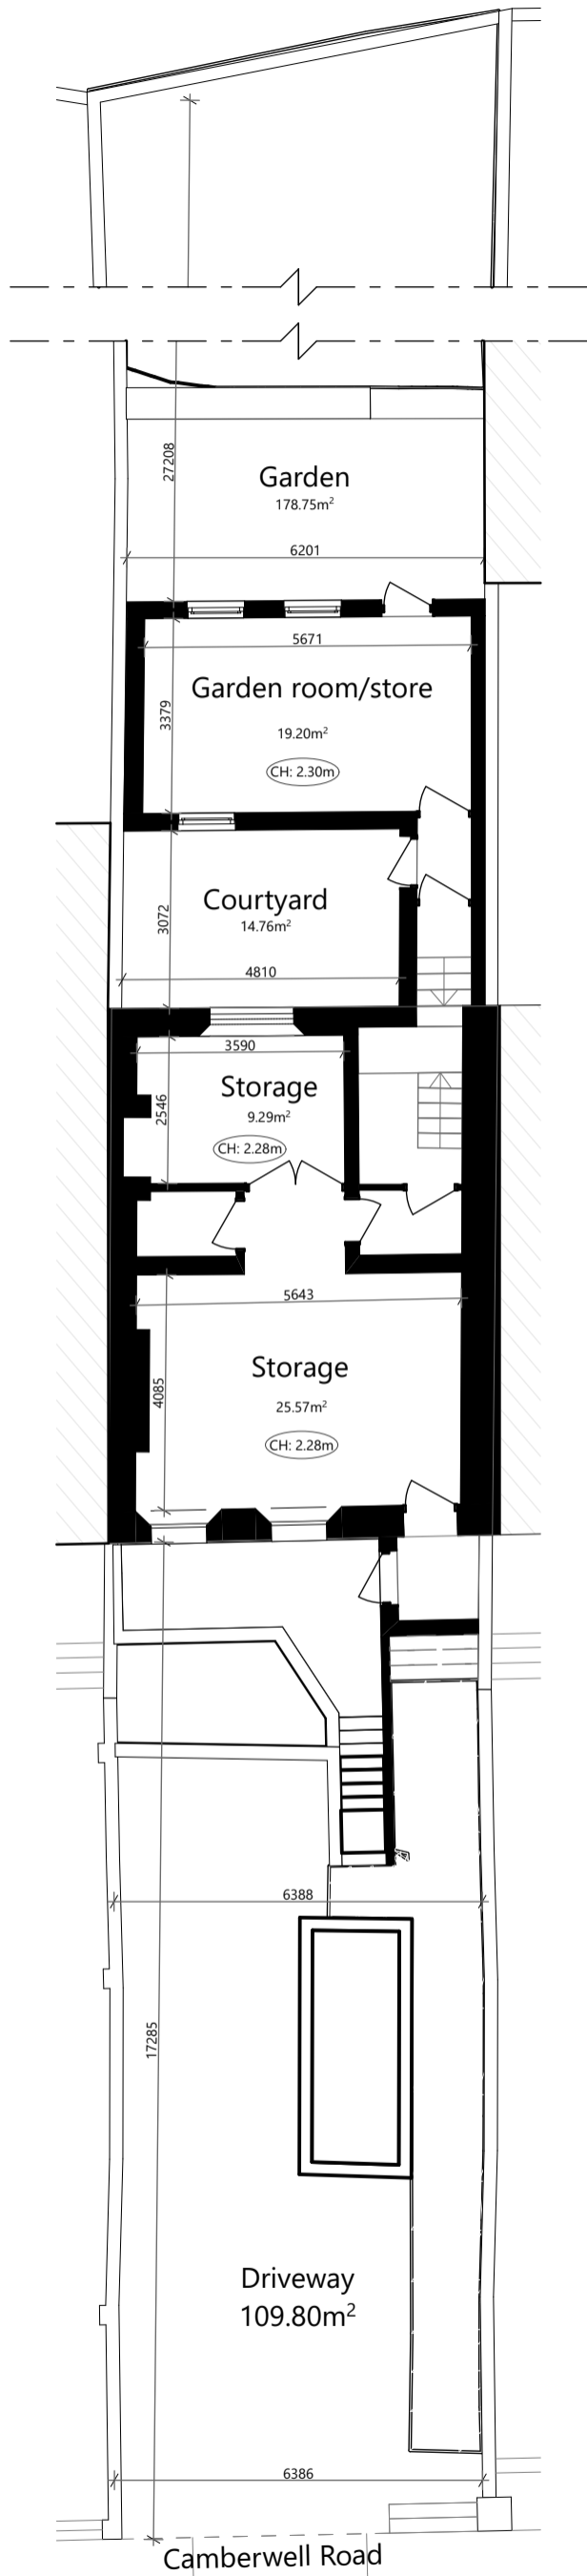 27208
Garden
178.75m²
6201
5671
Garden room/store
3379
19.20m²
CH: 2.30m
Courtyard
3072
14.76m²
4810
3590
Storage
2546
9.29m²
CH: 2.28m
5643
Storage
4085
25.57m²
CH: 2.28m
6388
17285
Driveway
109.80m²
6386
Camberwell Road